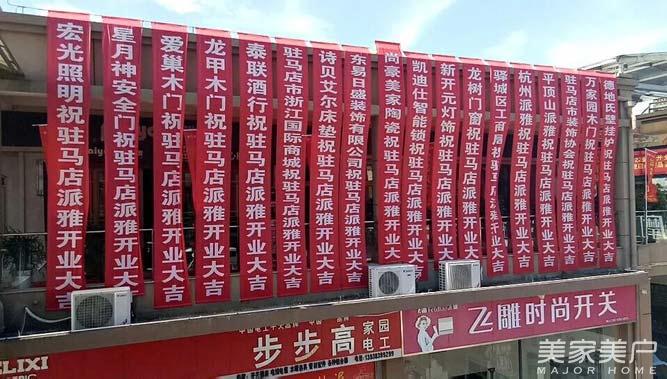 宏光照明祝驻马店派雅开业大吉
星月神安全门祝驻马店派雅开业大吉
爱巢木门祝驻马店派雅开业大吉
龙甲木门祝驻马店派雅开业大吉
泰联酒行祝驻马店派雅开业大吉
驻马店市浙江国际商城祝驻马店派雅开业大吉
诗贝艾尔床垫祝驻马店派雅开业大吉
东易日盛装饰有限公司祝驻马店派雅开业大吉
尚豪美家陶瓷祝驻马店派雅开业大吉
凯迪仕智能锁祝驻马店派雅开业大吉
新开元装饰祝驻马店派雅开业大吉
龙树门窗祝驻马店派雅开业大吉
驿城区工商局祝驻马店派雅开业大吉
杭州派雅祝驻马店派雅开业大吉
平顶山派雅祝驻马店派雅开业大吉
驻马店市装饰协会祝驻马店派雅开业大吉
万家园木门祝驻马店派雅开业大吉
德地氏壁挂炉祝驻马店派雅开业大吉
ELIXI
步步高家园电工
飞雕时尚开关
美家美户
MAJOR HOME